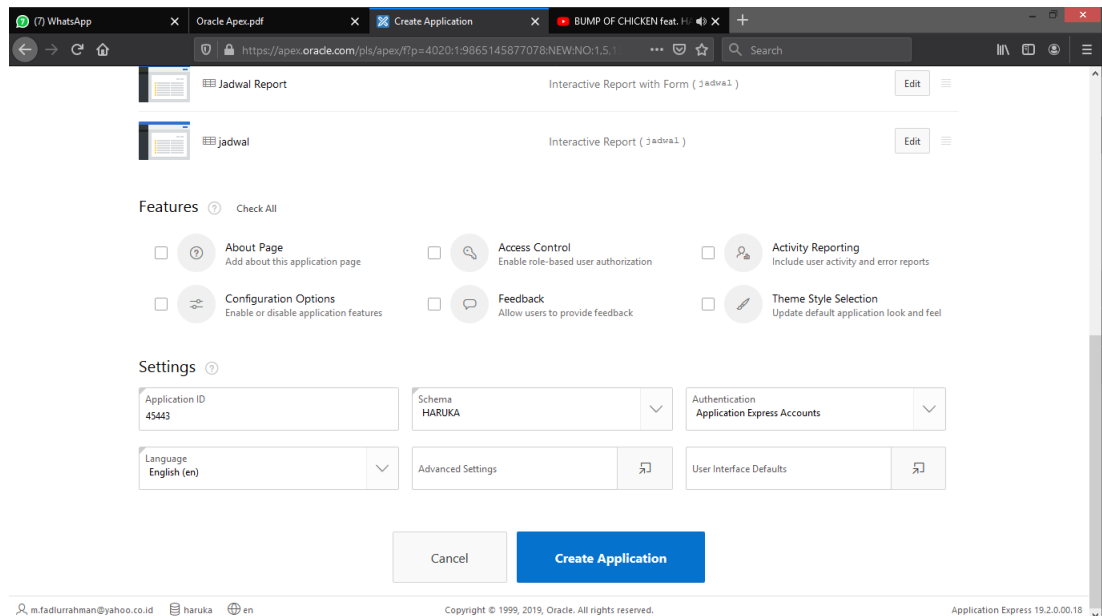 (7) WhatsApp
Oracle Apex.pdf
Create Application
BUMP OF CHICKEN feat. HA
https://apex.oracle.com/pls/apex/f?p=4020:1:9865145877078:NEW:NO:1,5,1
Search
Jadwal Report Interactive Report with Form ( jadwal ) Edit
jadwal Interactive Report ( jadwal ) Edit
Features ? Check All
About Page
Add about this application page
Access Control
Enable role-based user authorization
Activity Reporting
Include user activity and error reports
Configuration Options
Enable or disable application features
Feedback
Allow users to provide feedback
Theme Style Selection
Update default application look and feel
Settings ?
Application ID
45443
Schema
HARUKA
Authentication
Application Express Accounts
Language
English (en)
Advanced Settings
User Interface Defaults
Cancel
Create Application
m.fadlurrahman@yahoo.co.id haruka en Copyright © 1999, 2019, Oracle. All rights reserved. Application Express 19.2.0.00.18